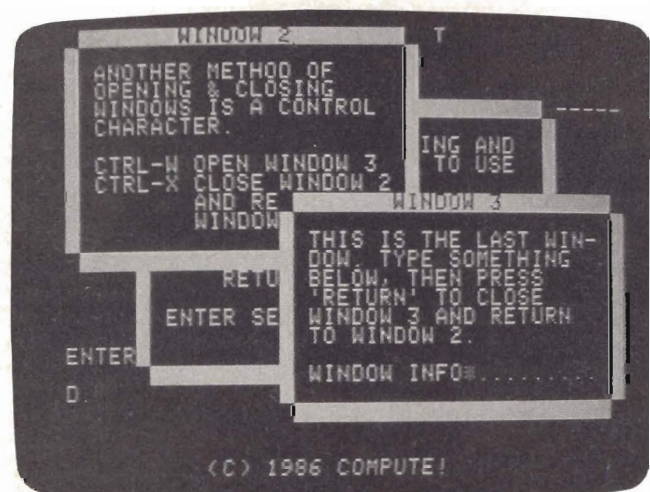 WINDOW 2
T
ANOTHER METHOD OF
OPENING & CLOSING
WINDOWS IS A CONTROL
CHARACTER.
-----
ING AND
TO USE
CTRL-W OPEN WINDOW 3
CTRL-X CLOSE WINDOW 2
AND RE
WINDOW
WINDOW 3
THIS IS THE LAST WIN-
DOW. TYPE SOMETHING
BELOW, THEN PRESS
'RETURN' TO CLOSE
WINDOW 3 AND RETURN
TO WINDOW 2.
WINDOW INFO*.........
RETU
ENTER SE
ENTER
D.
(C) 1986 COMPUTE!